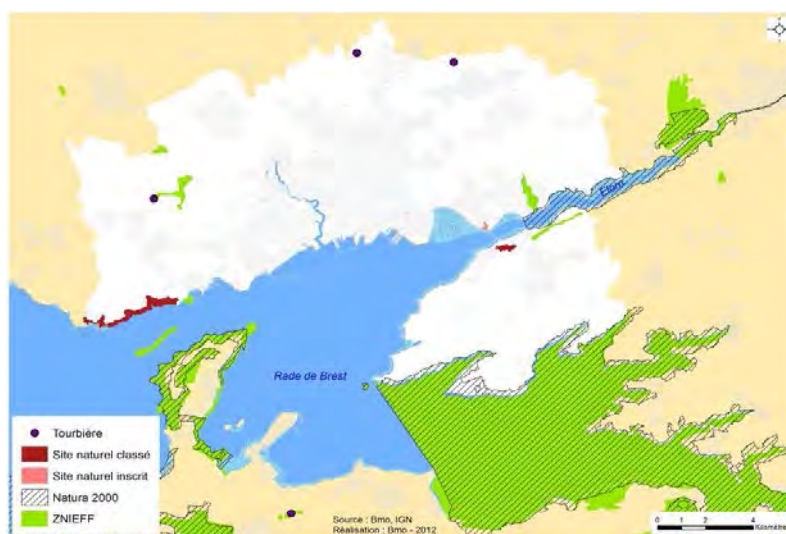 Elorn
Rade de Brest
Tourbière
Site naturel classé
Site naturel inscrit
Natura 2000
ZNIEFF
Source : Bmo, IGN
Réalisation : Bmo - 2012
0 1 2 4
Kilomètres